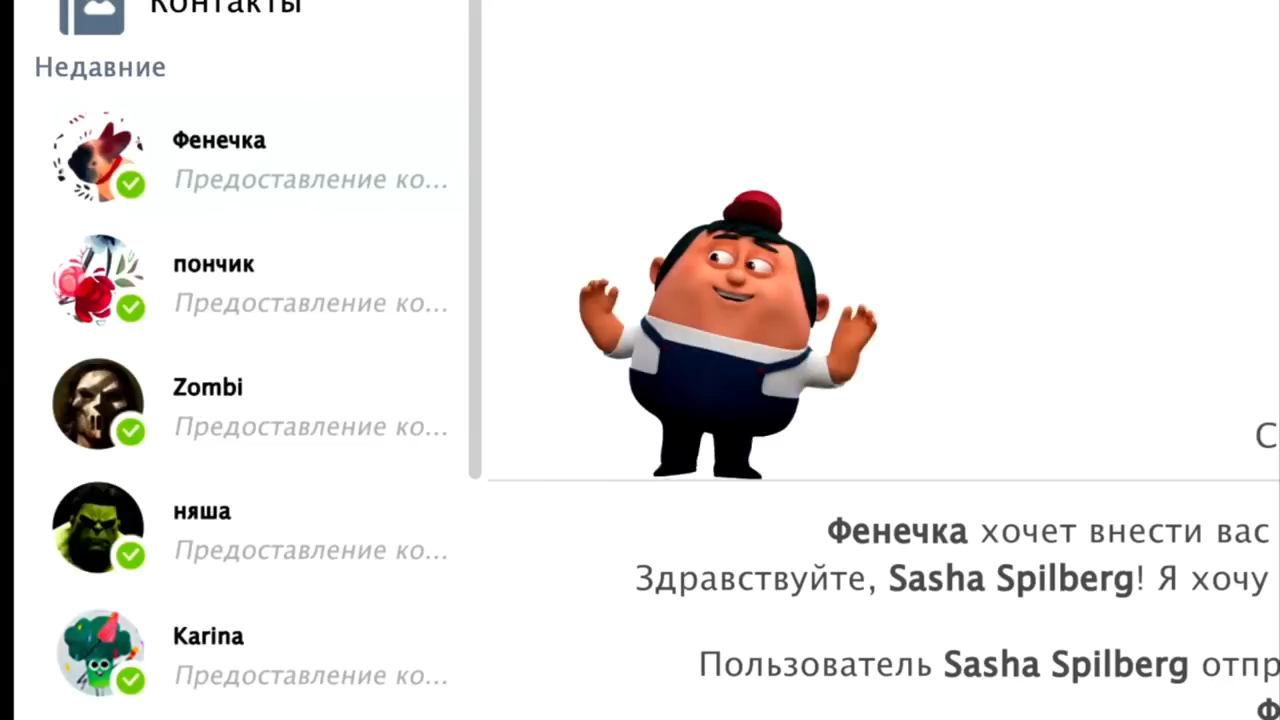 Контакты
Недавние
Фенечка
Предоставление ко...
пончик
Предоставление ко...
Zombi
Предоставление ко...
няша
Предоставление ко...
Karina
Предоставление ко...
С
Фенечка хочет внести вас
Здравствуйте, Sasha Spilberg! Я хочу
Пользователь Sasha Spilberg отпр
Ф